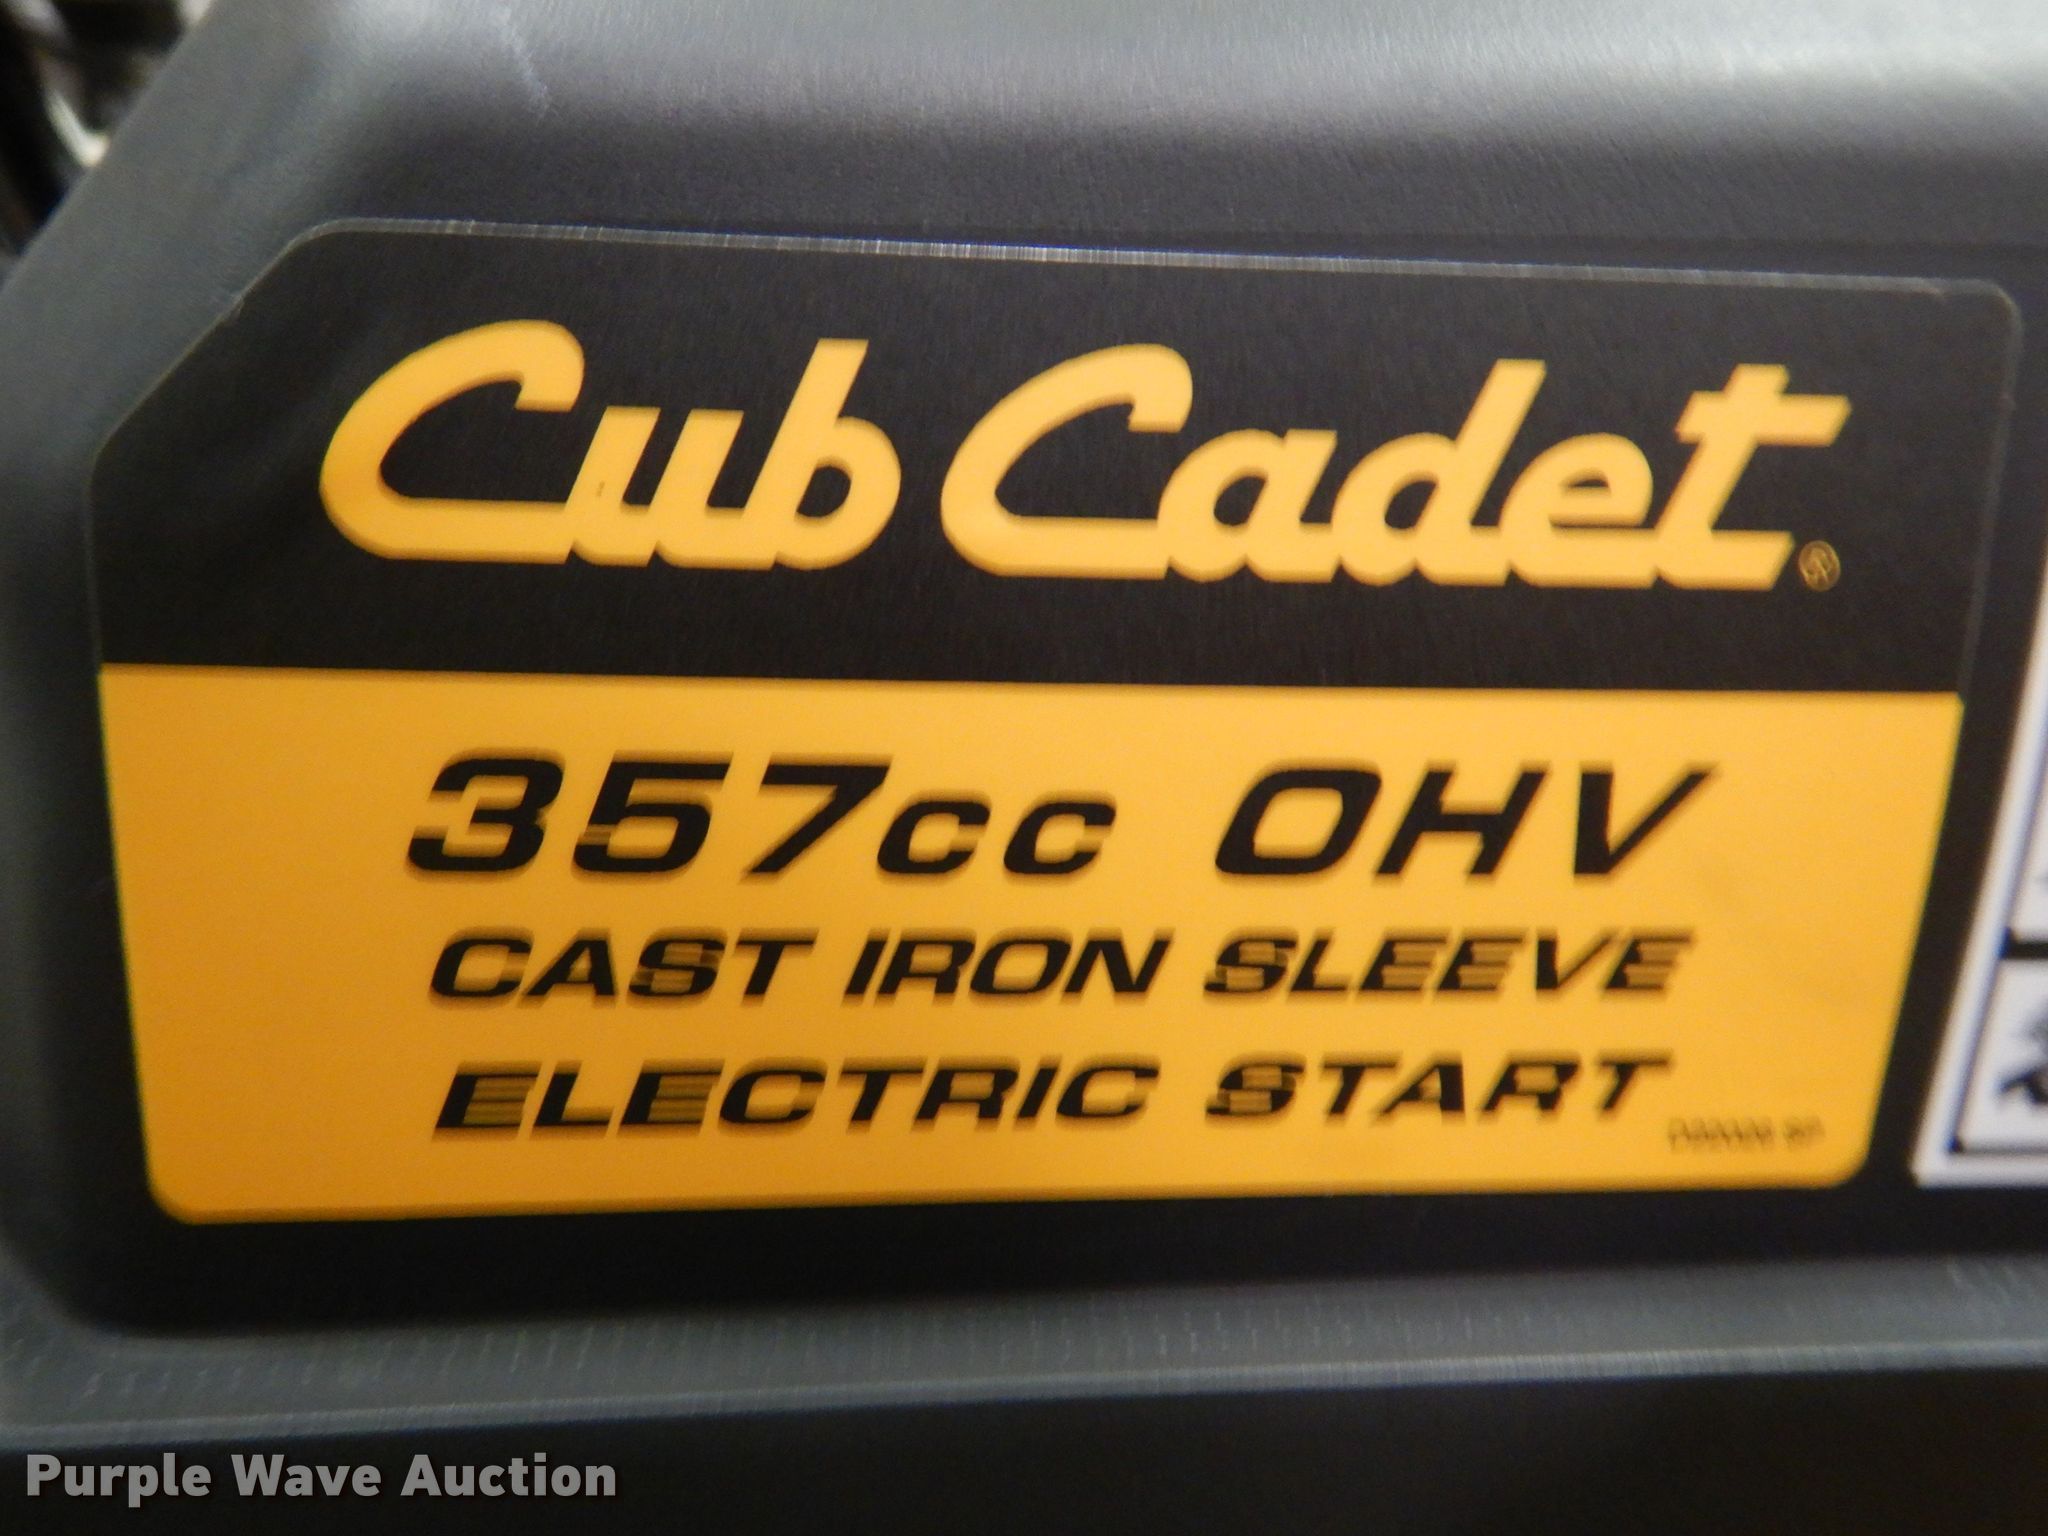 Cub Cadet®
357cc OHV
CAST IRON SLEEVE
ELECTRIC START
Purple Wave Auction